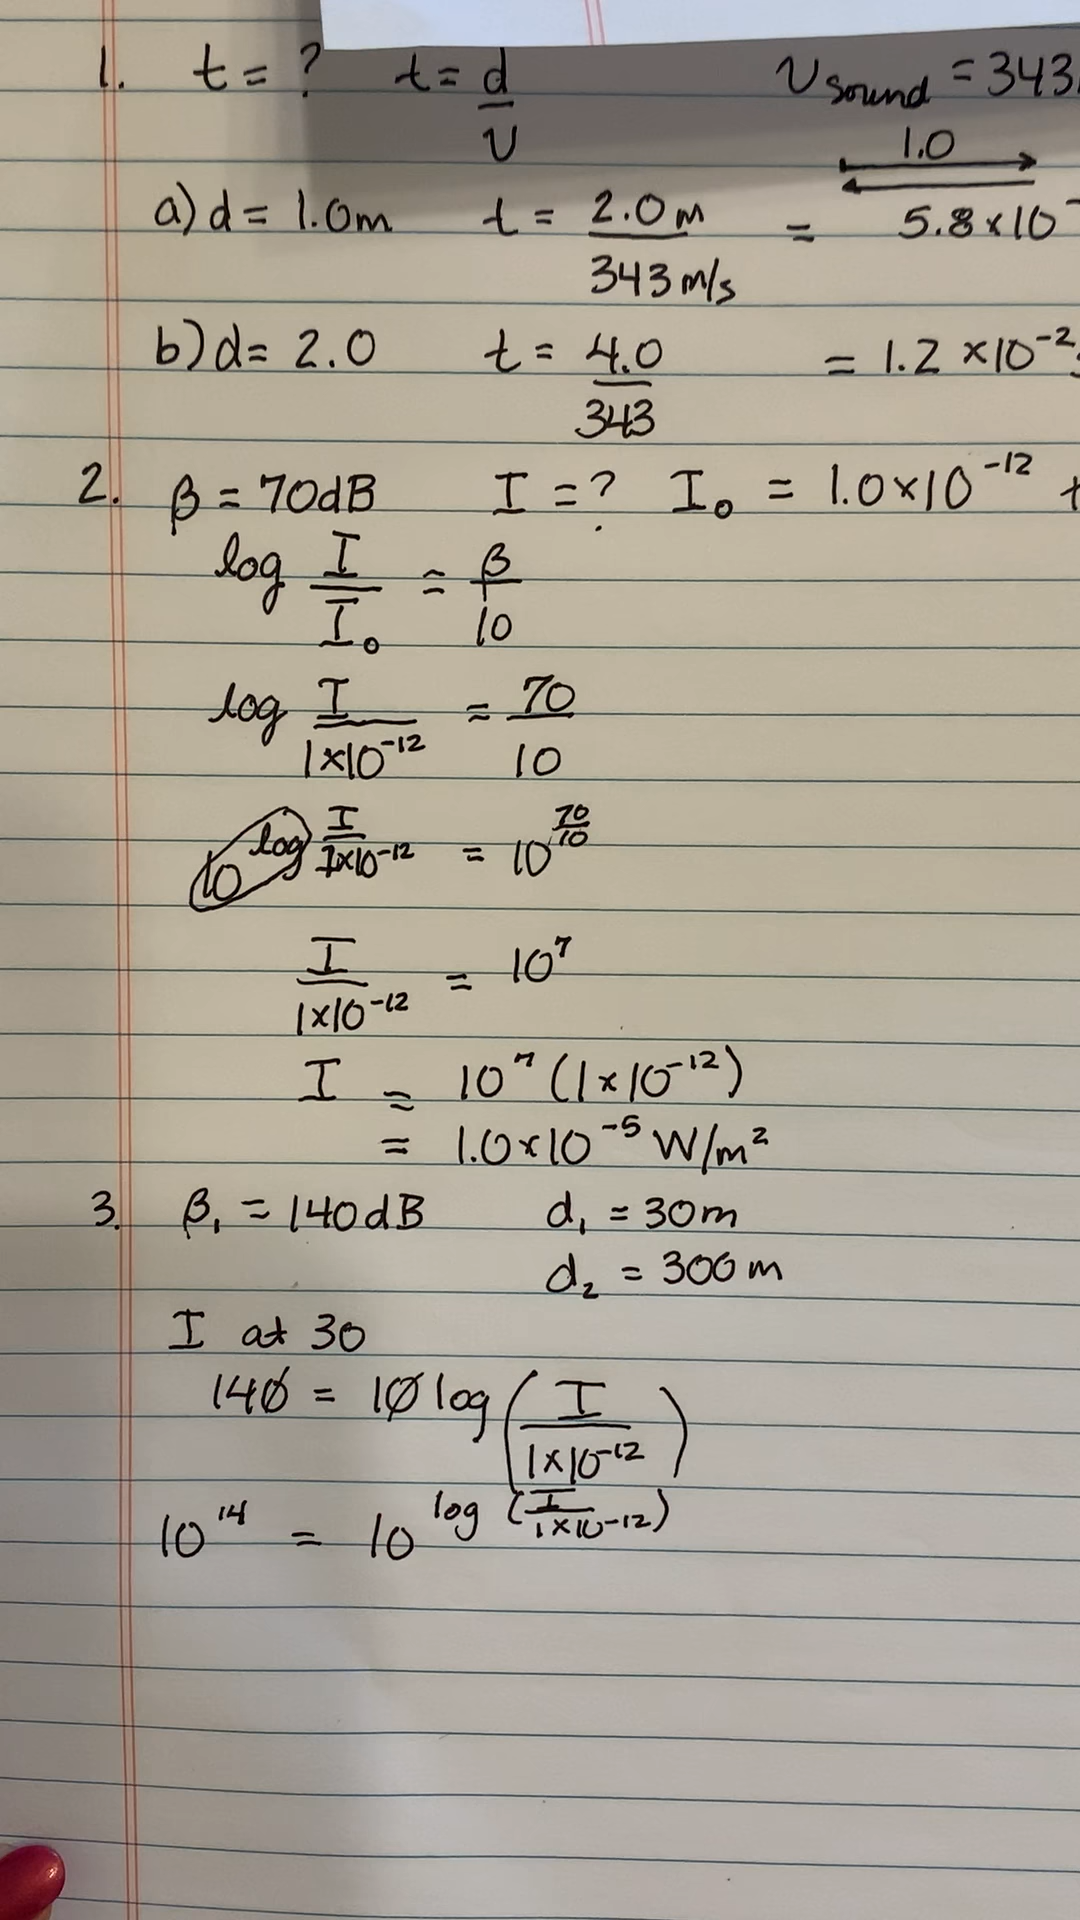 1. t = ? t = d/v v sound = 343
1.0
a) d = 1.0m t = 2.0m/343 m/s = 5.8 × 10
b) d = 2.0 t = 4.0/343 = 1.2 × 10⁻²
2. β = 70dB I = ? I₀ = 1.0 × 10⁻¹²
log I/I₀ = β/10
log I/1×10⁻¹² = 70/10
10^log I/1×10⁻¹² = 10^70/10
I/1×10⁻¹² = 10⁷
I = 10⁷ (1×10⁻¹²)
= 1.0×10⁻⁵ W/m²
3. β₁ = 140dB d₁ = 30m
d₂ = 300m
I at 30
140 = 10 log (I/1×10⁻¹²)
10¹⁴ = 10^log (I/1×10⁻¹²)